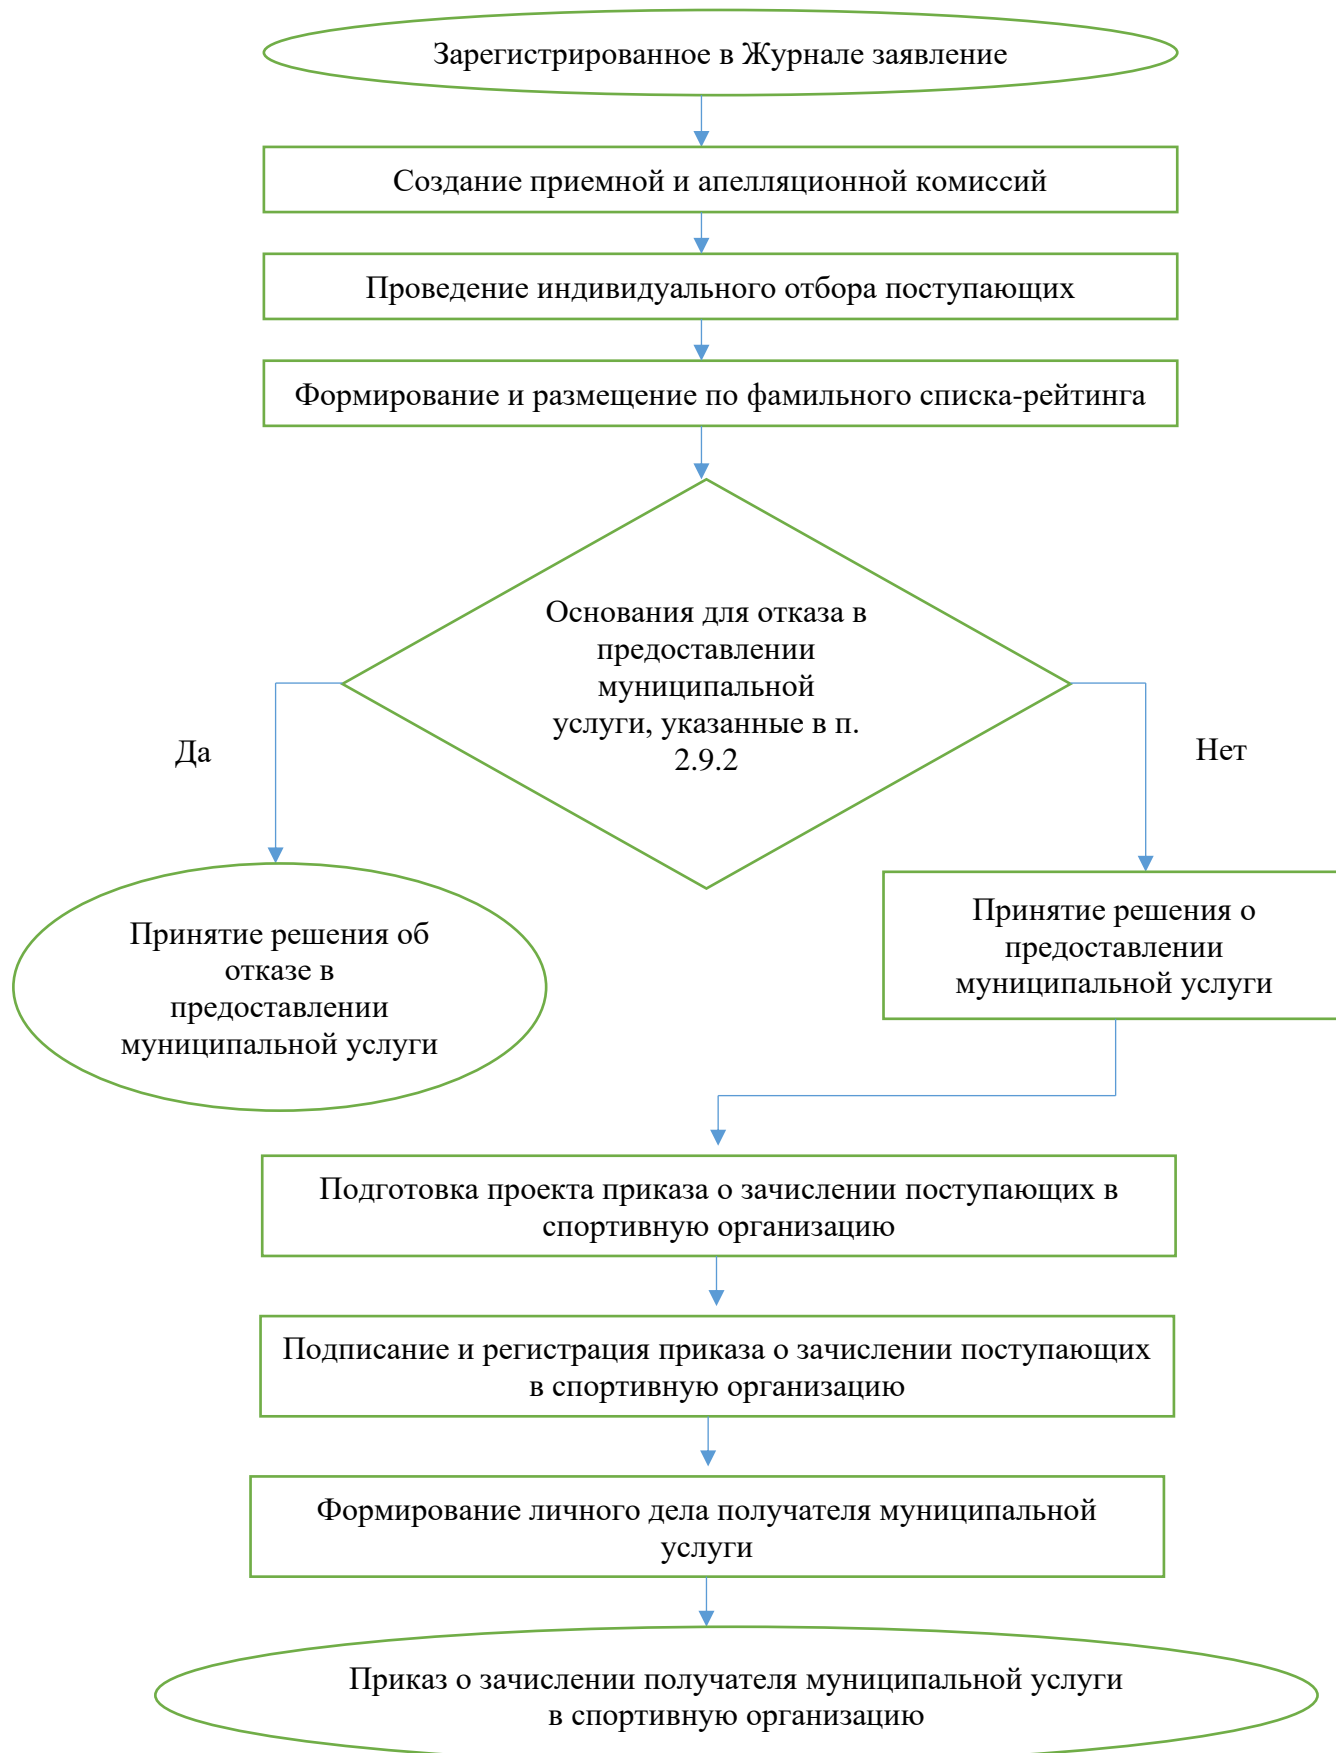 Зарегистрированное в Журнале заявление
Создание приемной и апелляционной комиссий
Проведение индивидуального отбора поступающих
Формирование и размещение по фамильного списка-рейтинга
Основания для отказа в
предоставлении
муниципальной
услуги, указанные в п.
2.9.2
Да
Нет
Принятие решения об
отказе в
предоставлении
муниципальной услуги
Принятие решения о
предоставлении
муниципальной услуги
Подготовка проекта приказа о зачислении поступающих в
спортивную организацию
Подписание и регистрация приказа о зачислении поступающих
в спортивную организацию
Формирование личного дела получателя муниципальной
услуги
Приказ о зачислении получателя муниципальной услуги
в спортивную организацию